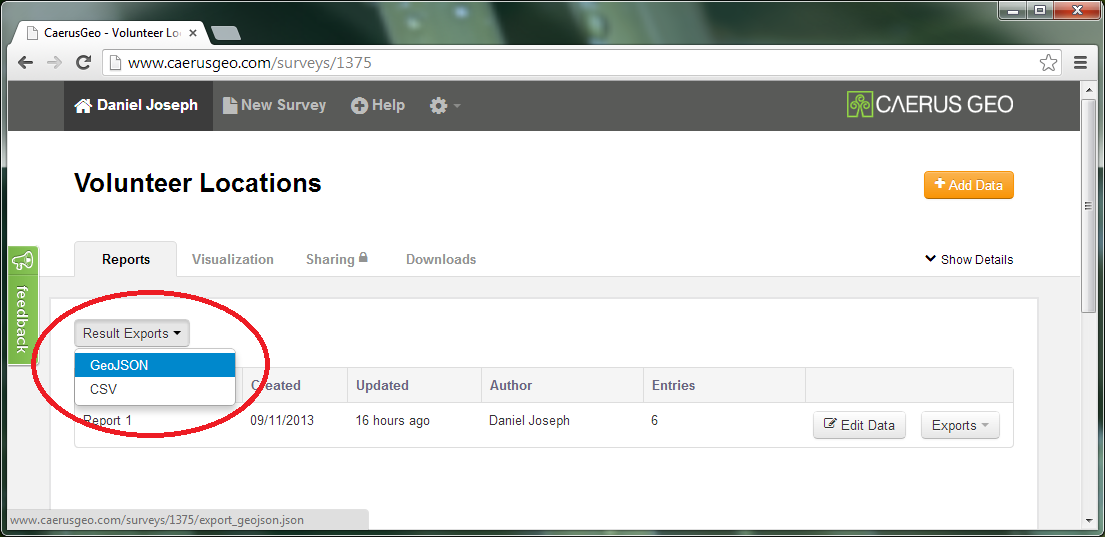 CaerusGeo - Volunteer Lo
www.caerusgeo.com/surveys/1375
Daniel Joseph New Survey Help CAERUS GEO
Volunteer Locations
+ Add Data
Reports Visualization Sharing Downloads Show Details
feedback
Result Exports
GeoJSON
CSV
Created Updated Author Entries
Report 1 09/11/2013 16 hours ago Daniel Joseph 6 Edit Data Exports
www.caerusgeo.com/surveys/1375/export_geojson.json